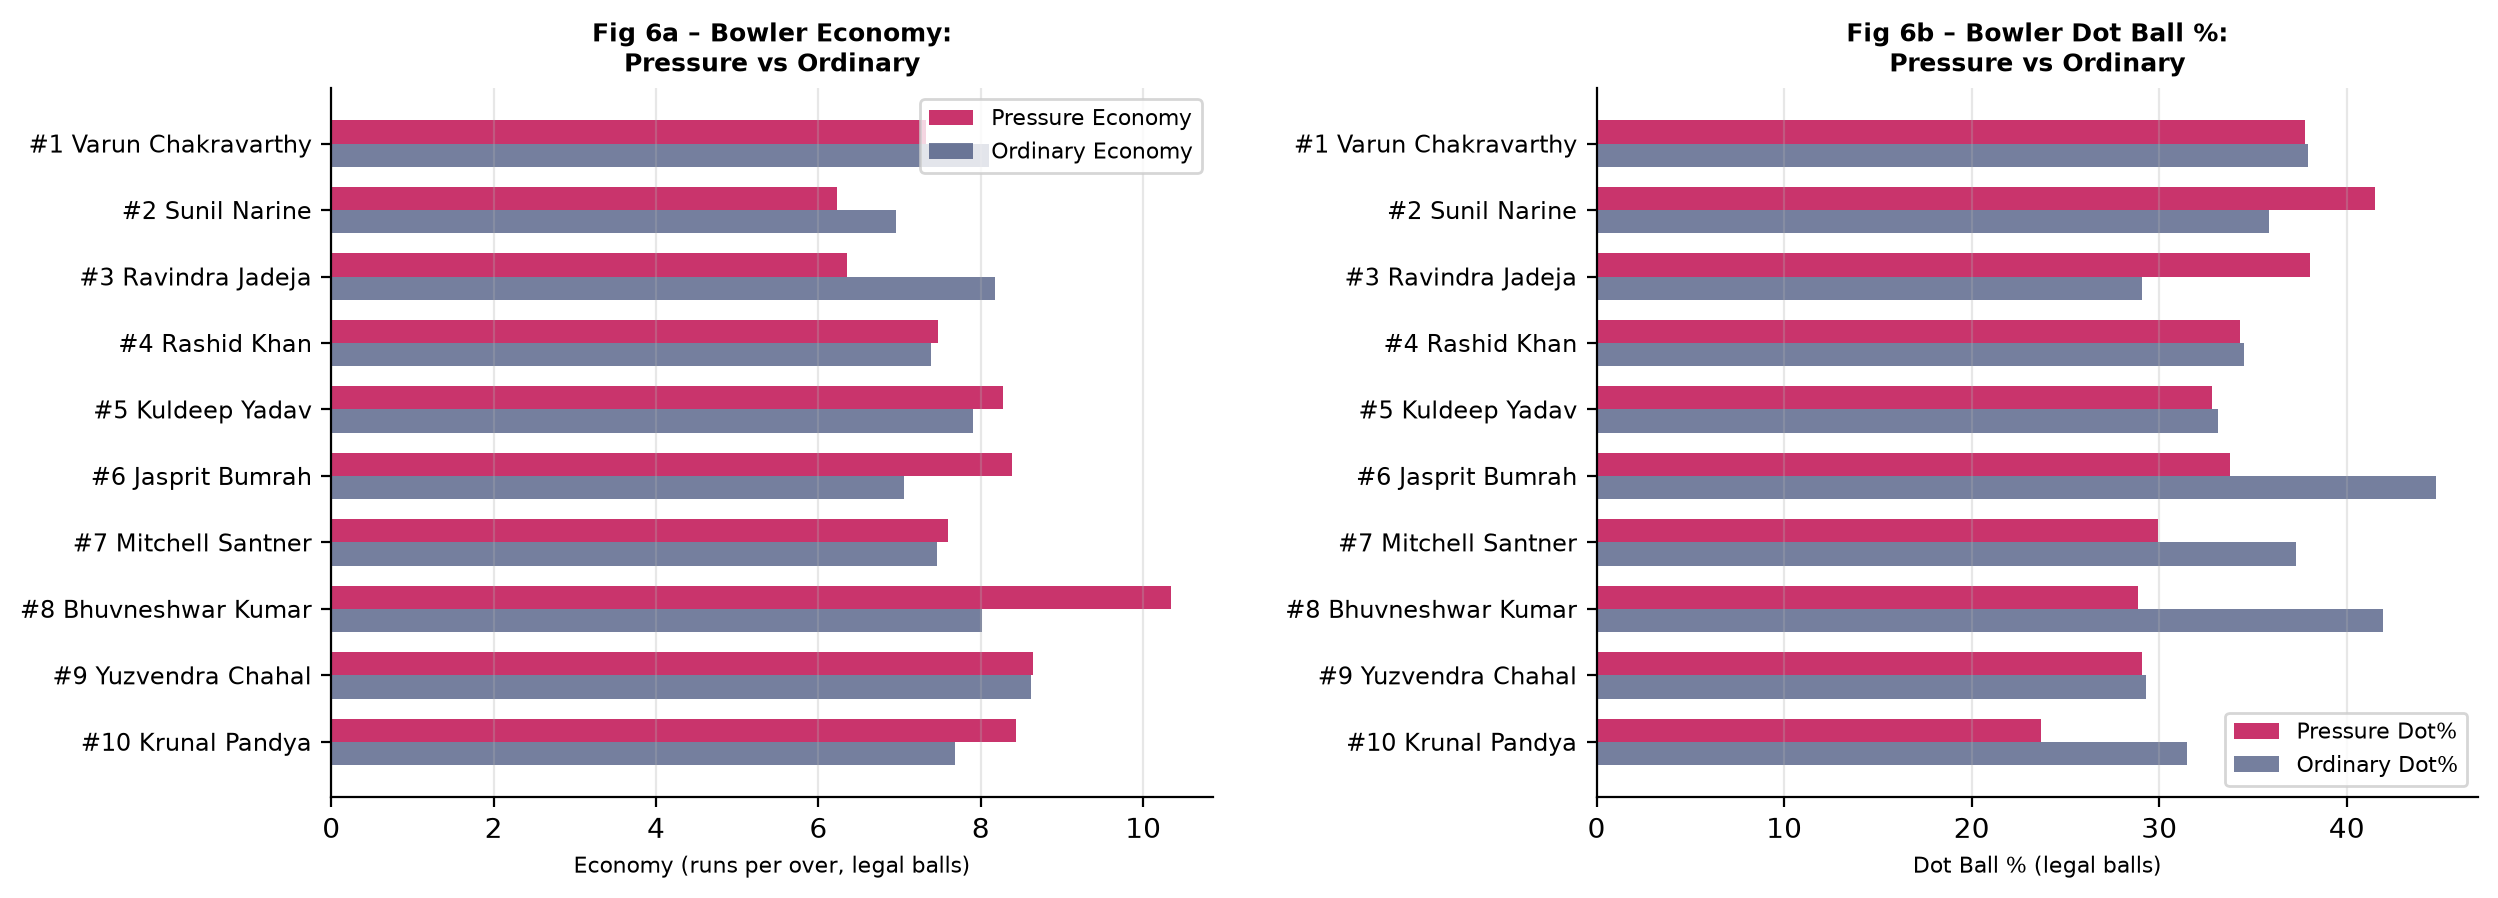 Fig 6a – Bowler Economy:
Pressure vs Ordinary
Pressure Economy
Ordinary Economy
#1 Varun Chakravarthy
#2 Sunil Narine
#3 Ravindra Jadeja
#4 Rashid Khan
#5 Kuldeep Yadav
#6 Jasprit Bumrah
#7 Mitchell Santner
#8 Bhuvneshwar Kumar
#9 Yuzvendra Chahal
#10 Krunal Pandya
0 2 4 6 8 10
Economy (runs per over, legal balls)
Fig 6b – Bowler Dot Ball %:
Pressure vs Ordinary
#1 Varun Chakravarthy
#2 Sunil Narine
#3 Ravindra Jadeja
#4 Rashid Khan
#5 Kuldeep Yadav
#6 Jasprit Bumrah
#7 Mitchell Santner
#8 Bhuvneshwar Kumar
#9 Yuzvendra Chahal
#10 Krunal Pandya
Pressure Dot%
Ordinary Dot%
0 10 20 30 40
Dot Ball % (legal balls)